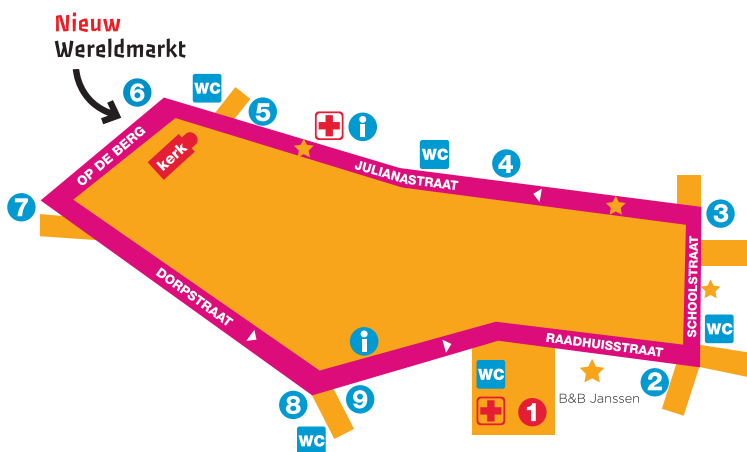 Nieuw
Wereldmarkt
6
WC
5
i
WC
4
OP DE BERG
kerk
JULIANASTRAAT
7
3
SCHOOLSTRAAT
DORPSTRAAT
WC
i
RAADHUISSTRAAT
WC
2
B&B Janssen
8
9
1
WC